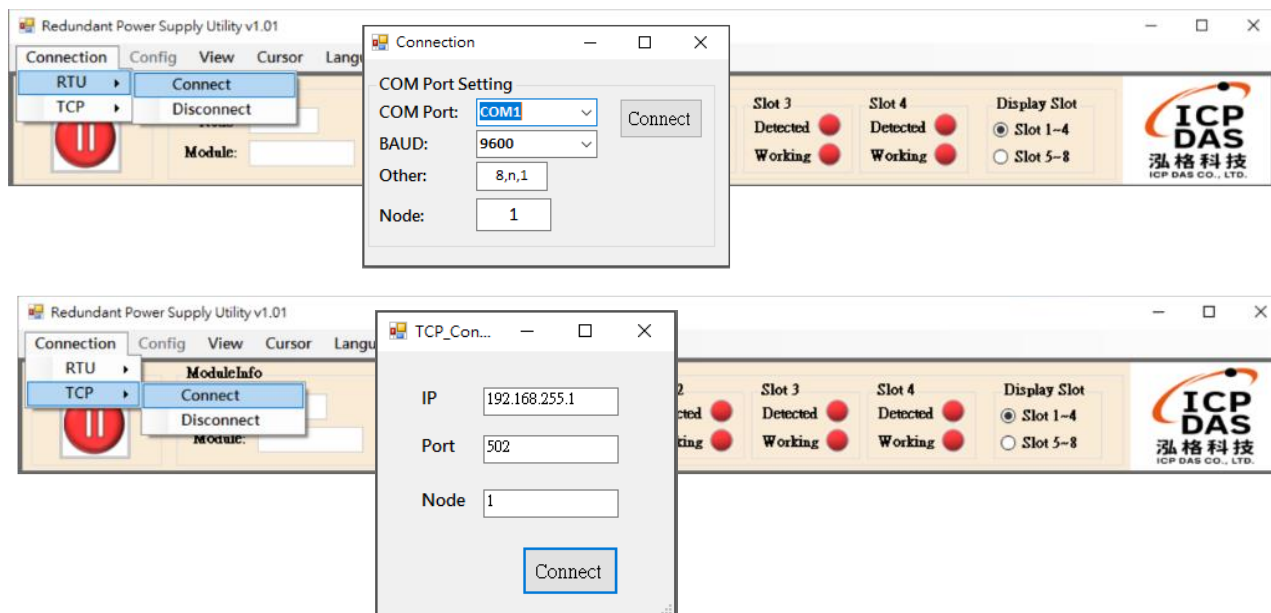 Redundant Power Supply Utility v1.01
Connection Config View Cursor Langu
RTU Connect
TCP Disconnect
Module:
Connection
COM Port Setting
COM Port: COM1
BAUD: 9600
Other: 8,n,1
Node: 1
Connect
Slot 3
Detected
Working
Slot 4
Detected
Working
Display Slot
Slot 1~4
Slot 5~8
ICP
DAS
泓格科技
ICP DAS CO., LTD.
Redundant Power Supply Utility v1.01
Connection Config View Cursor Langu
RTU
TCP Connect
Disconnect
ModuleInfo
Module:
TCP_Con...
IP 192.168.255.1
Port 502
Node 1
Connect
2
cted
king
Slot 3
Detected
Working
Slot 4
Detected
Working
Display Slot
Slot 1~4
Slot 5~8
ICP
DAS
泓格科技
ICP DAS CO., LTD.